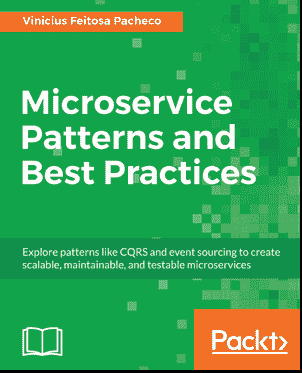 Vinicius Feitosa Pacheco
Microservice
Patterns and
Best Practices
Explore patterns like CQRS and event sourcing to create
scalable, maintainable, and testable microservices
Packt>